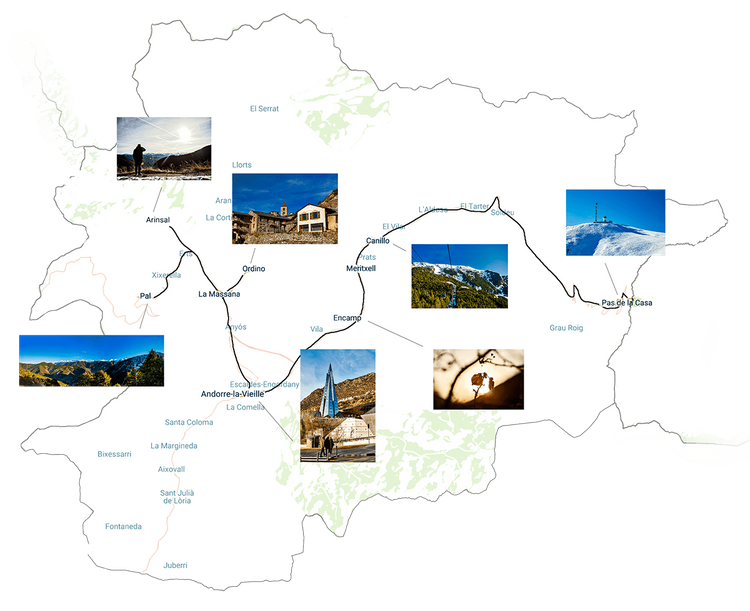 El Serrat
Llorts
Aran
La Cort
Arinsal
L'Aldosa
El Tarter
Soldeu
El Vilar
Canillo
Prats
Meritxell
Erts
Xixerella
Ordino
Pal
La Massana
Pas de la Casa
Encamp
Anyós
Vila
Grau Roig
Escaldes-Engordany
Andorre-la-Vieille
La Comella
Santa Coloma
La Margineda
Bixessarri
Aixovall
Sant Julià
de Lòria
Fontaneda
Juberri